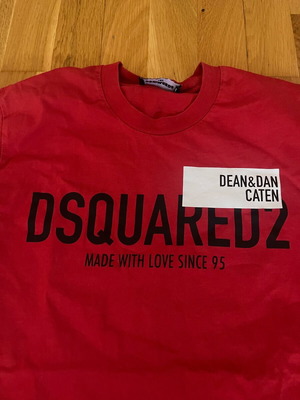 DEAN&DAN
CATEN
DSQUARED2
MADE WITH LOVE SINCE 95